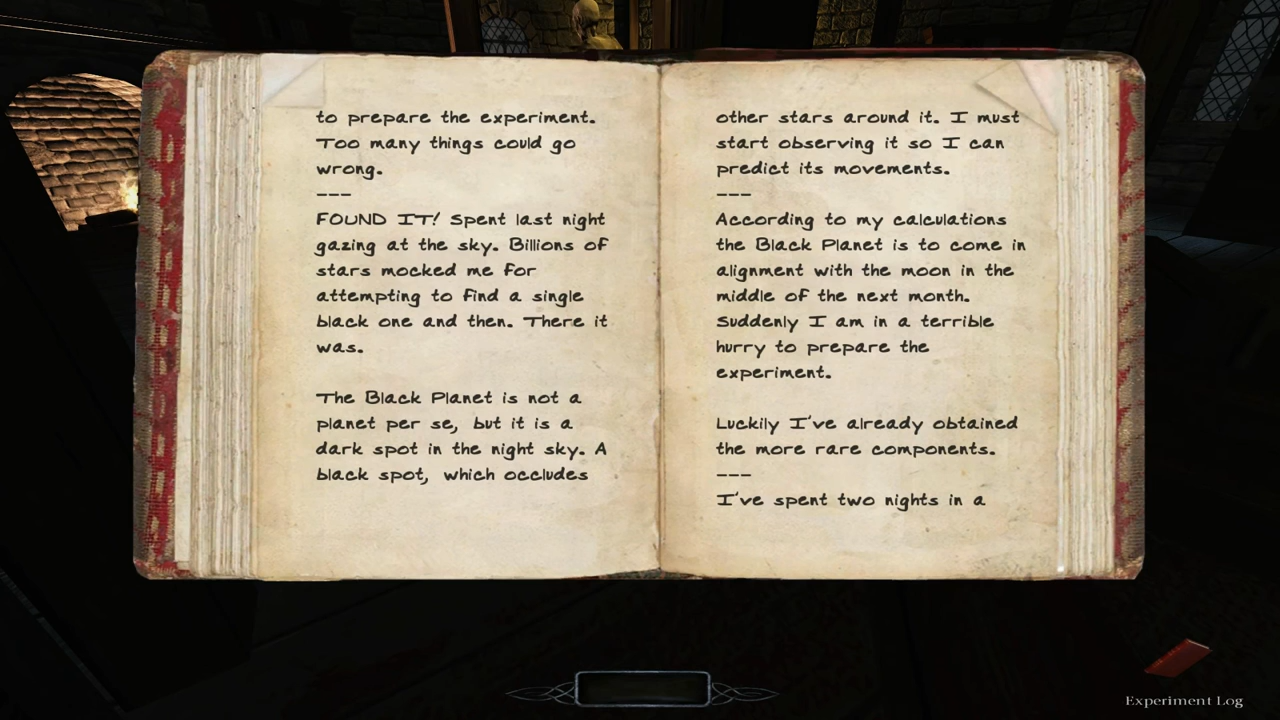 to prepare the experiment.
Too many things could go
wrong.
---
FOUND IT! Spent last night
gazing at the sky. Billions of
stars mocked me for
attempting to find a single
black one and then. There it
was.
The Black Planet is not a
planet per se, but it is a
dark spot in the night sky. A
black spot, which occludes
other stars around it. I must
start observing it so I can
predict its movements.
---
According to my calculations
the Black Planet is to come in
alignment with the moon in the
middle of the next month.
Suddenly I am in a terrible
hurry to prepare the
experiment.
Luckily I've already obtained
the more rare components.
---
I've spent two nights in a
Experiment Log